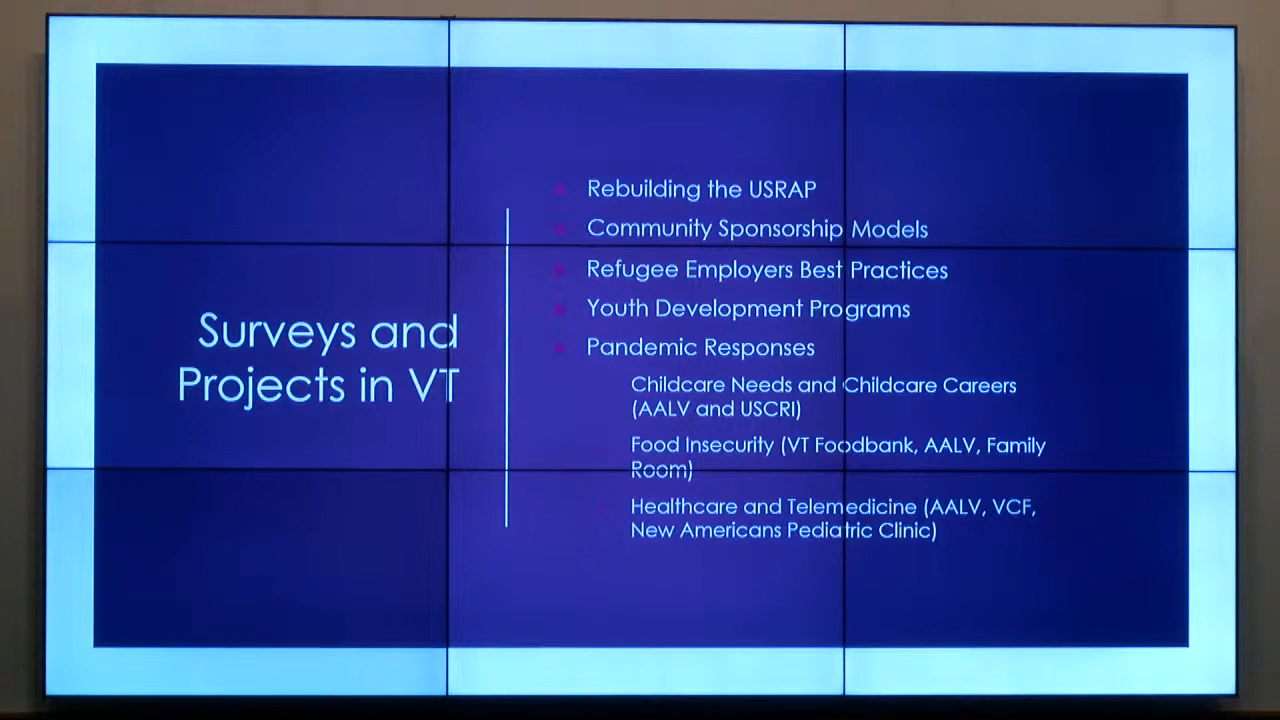 Surveys and
Projects in VT
Rebuilding the USRAP
Community Sponsorship Models
Refugee Employers Best Practices
Youth Development Programs
Pandemic Responses
Childcare Needs and Childcare Careers
(AALV and USCRI)
Food Insecurity (VT Foodbank, AALV, Family
Room)
Healthcare and Telemedicine (AALV, VCF,
New Americans Pediatric Clinic)